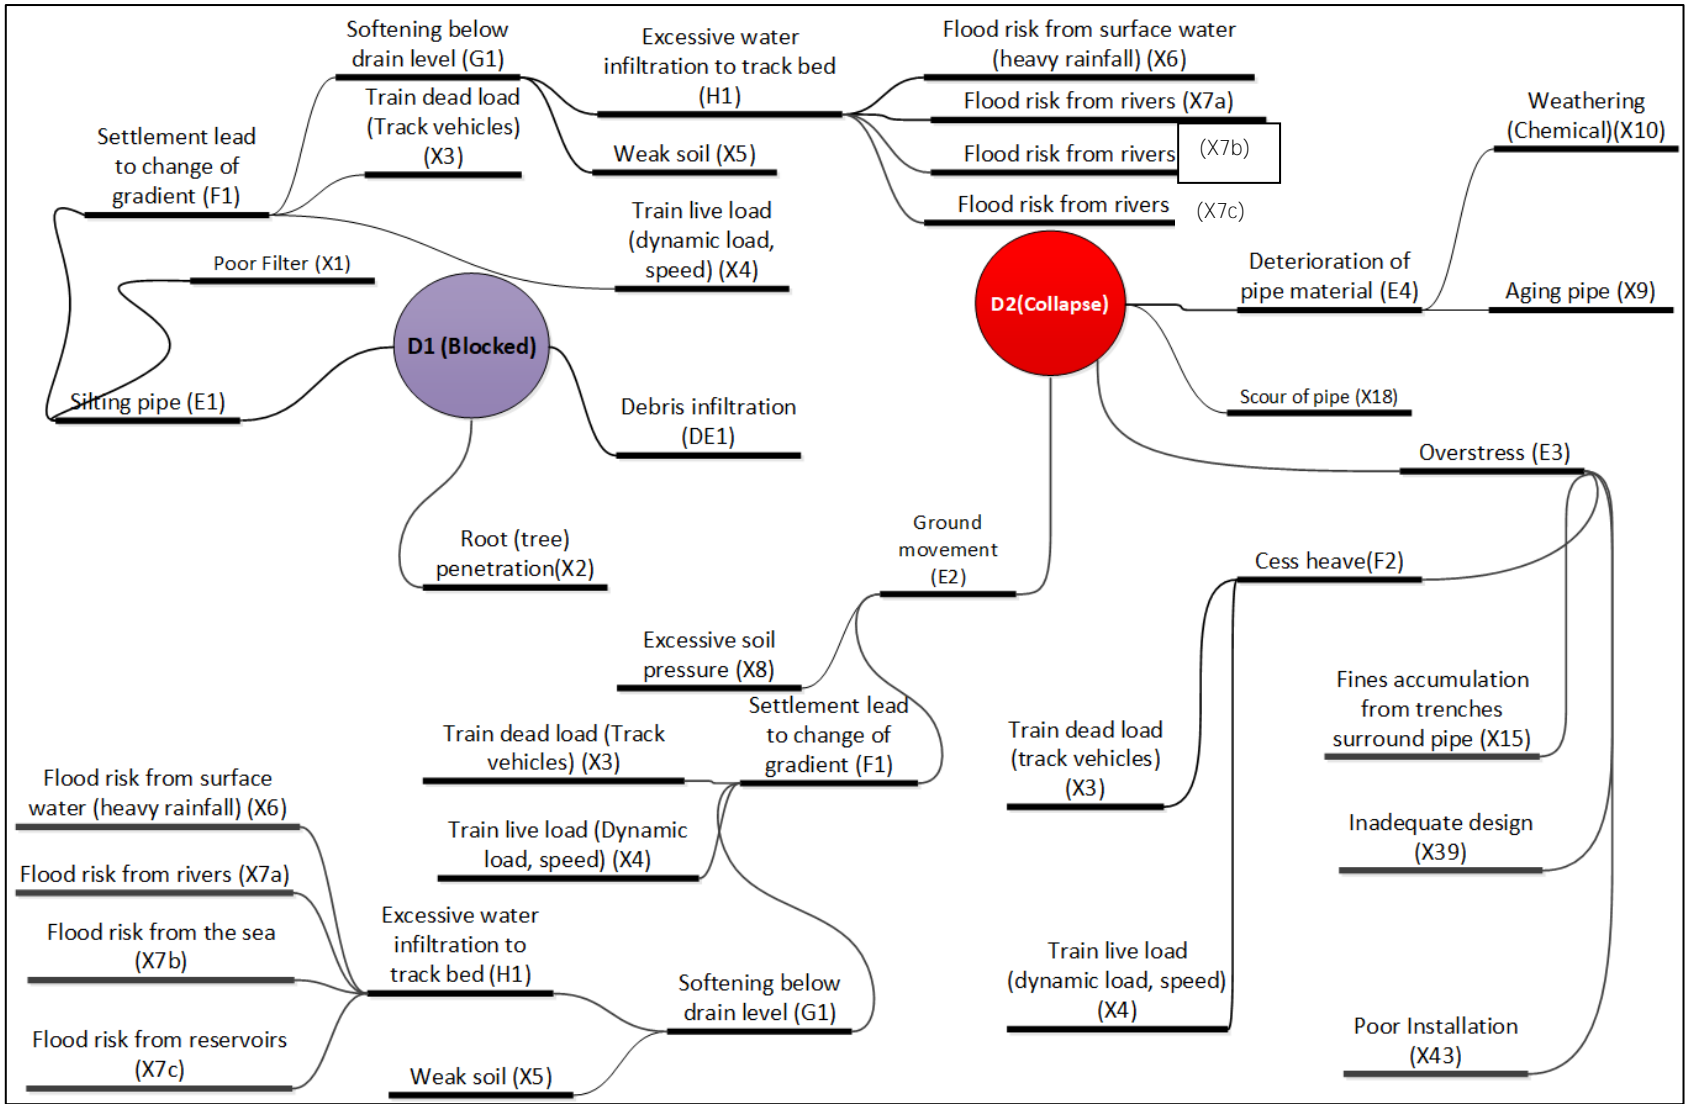 Softening below
drain level (G1)
Excessive water
infiltration to track bed
(H1)
Flood risk from surface water
(heavy rainfall) (X6)
Flood risk from rivers (X7a)
Flood risk from rivers
(X7b)
Flood risk from rivers
(X7c)
Weathering
(Chemical)(X10)
Train dead load
(Track vehicles)
(X3)
Settlement lead
to change of
gradient (F1)
Weak soil (X5)
Train live load
(dynamic load,
speed) (X4)
Poor Filter (X1)
D1 (Blocked)
D2(Collapse)
Deterioration of
pipe material (E4)
Aging pipe (X9)
Silting pipe (E1)
Debris infiltration
(DE1)
Scour of pipe (X18)
Overstress (E3)
Root (tree)
penetration(X2)
Ground
movement
(E2)
Cess heave(F2)
Excessive soil
pressure (X8)
Settlement lead
to change of
gradient (F1)
Fines accumulation
from trenches
surround pipe (X15)
Train dead load (Track
vehicles) (X3)
Train dead load
(track vehicles)
(X3)
Flood risk from surface
water (heavy rainfall) (X6)
Train live load (Dynamic
load, speed) (X4)
Inadequate design
(X39)
Flood risk from rivers (X7a)
Flood risk from the sea
(X7b)
Excessive water
infiltration to
track bed (H1)
Softening below
drain level (G1)
Train live load
(dynamic load, speed)
(X4)
Flood risk from reservoirs
(X7c)
Weak soil (X5)
Poor Installation
(X43)